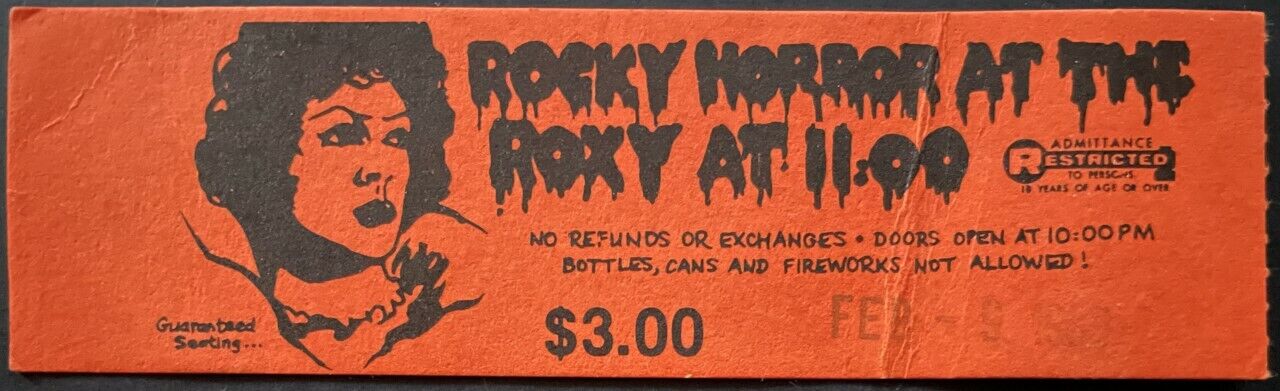 ROCKY HORROR AT THE
ROXY AT 11:00
ADMITTANCE
RESTRICTED
TO PERSONS
18 YEARS OF AGE OR OVER
NO REFUNDS OR EXCHANGES • DOORS OPEN AT 10:00 PM
BOTTLES, CANS AND FIREWORKS NOT ALLOWED!
Guaranteed
Seating...
$3.00
FEB - 9